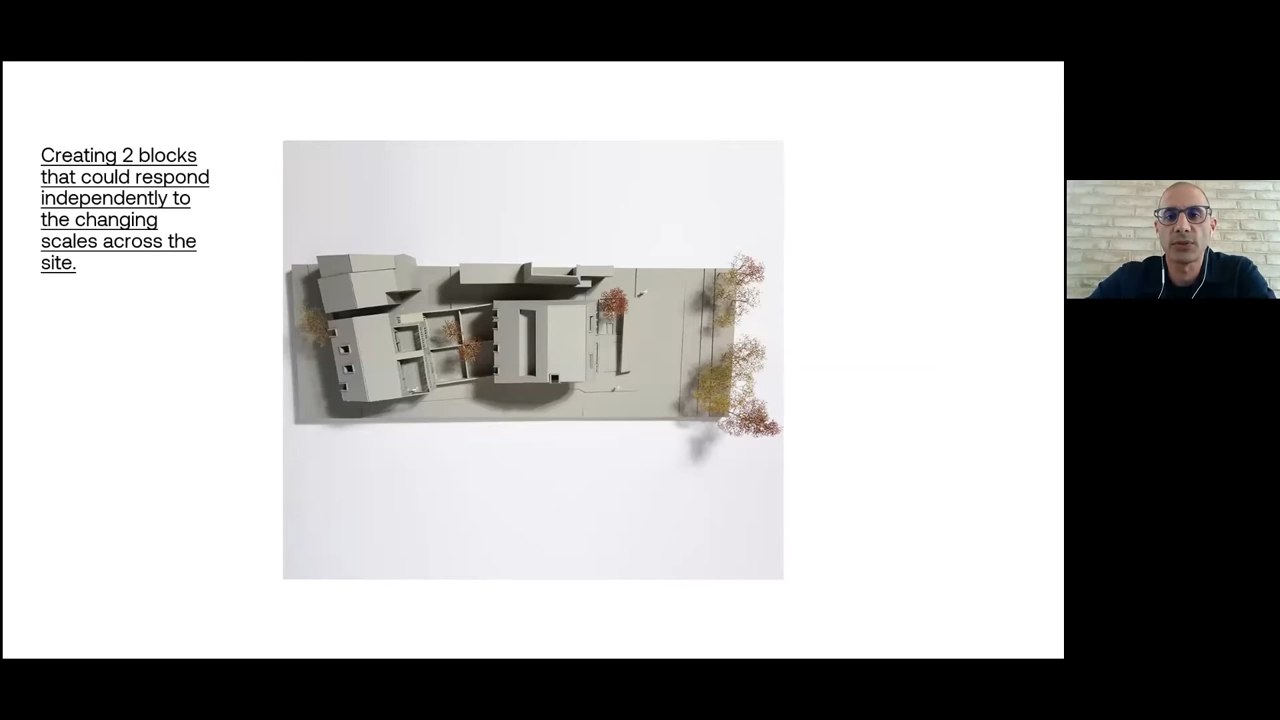 Creating 2 blocks
that could respond
independently to
the changing
scales across the
site.